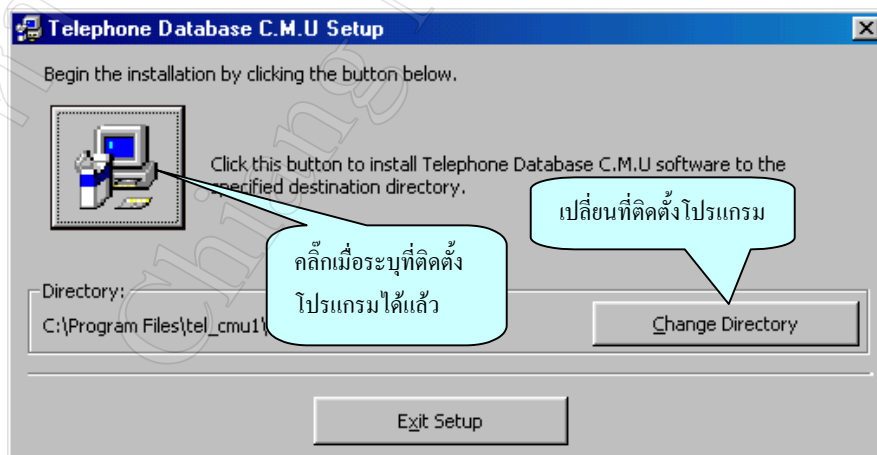 Telephone Database C.M.U Setup
Begin the installation by clicking the button below.
Click this button to install Telephone Database C.M.U software to the
specified destination directory.
เปลี่ยนที่ติดตั้งโปรแกรม
คลิ๊กเมื่อระบุที่ติดตั้ง
โปรแกรมได้แล้ว
Directory:
C:\Program Files\tel_cmu1\
Change Directory
Exit Setup
Chiang